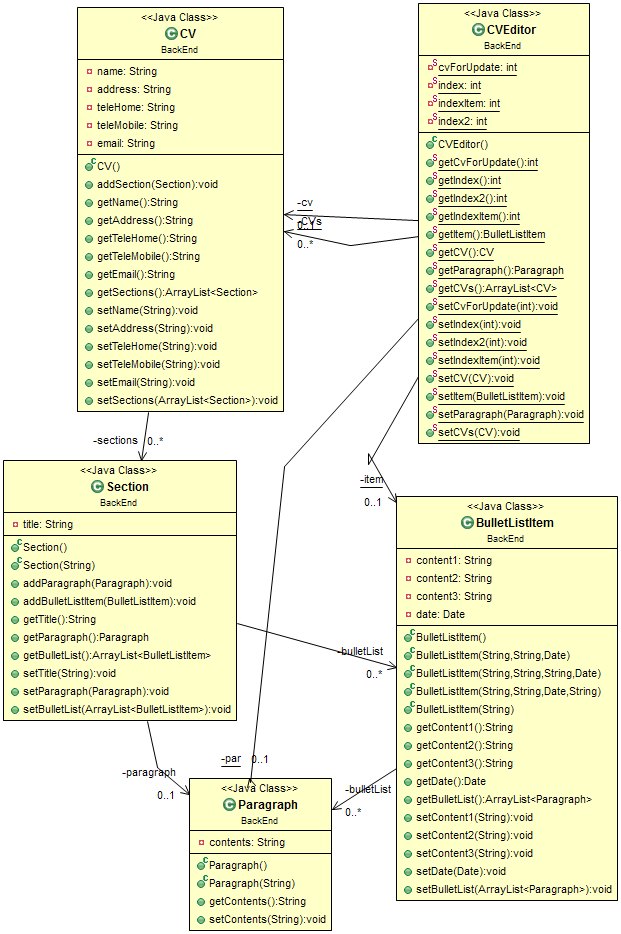 <<Java Class>>
CV
BackEnd
name: String
address: String
teleHome: String
teleMobile: String
email: String
CV()
addSection(Section):void
getName():String
getAddress():String
getTeleHome():String
getTeleMobile():String
getEmail():String
getSections():ArrayList<Section>
setName(String):void
setAddress(String):void
setTeleHome(String):void
setTeleMobile(String):void
setEmail(String):void
setSections(ArrayList<Section>):void
<<Java Class>>
CVEditor
BackEnd
cvForUpdate: int
index: int
indexItem: int
index2: int
CVEditor()
getCvForUpdate():int
getIndex():int
getIndex2():int
getIndexItem():int
getItem():BulletListItem
getCV():CV
getParagraph():Paragraph
getCVs():ArrayList<CV>
setCvForUpdate(int):void
setIndex(int):void
setIndex2(int):void
setIndexItem(int):void
setCV(CV):void
setItem(BulletListItem):void
setParagraph(Paragraph):void
setCVs(CV):void
-cv
-CVs
0..1
0..*
-sections
0..*
-item
0..1
<<Java Class>>
Section
BackEnd
title: String
Section()
Section(String)
addParagraph(Paragraph):void
addBulletListItem(BulletListItem):void
getTitle():String
getParagraph():Paragraph
getBulletList():ArrayList<BulletListItem>
setTitle(String):void
setParagraph(Paragraph):void
setBulletList(ArrayList<BulletListItem>):void
<<Java Class>>
BulletListItem
BackEnd
content1: String
content2: String
content3: String
date: Date
BulletListItem()
BulletListItem(String,String,Date)
BulletListItem(String,String,String,Date)
BulletListItem(String,String,Date,String)
BulletListItem(String)
getContent1():String
getContent2():String
getContent3():String
getDate():Date
getBulletList():ArrayList<Paragraph>
setContent1(String):void
setContent2(String):void
setContent3(String):void
setDate(Date):void
setBulletList(ArrayList<Paragraph>):void
-bulletList
0..*
-par
0..1
-paragraph
0..1
-bulletList
0..*
<<Java Class>>
Paragraph
BackEnd
contents: String
Paragraph()
Paragraph(String)
getContents():String
setContents(String):void